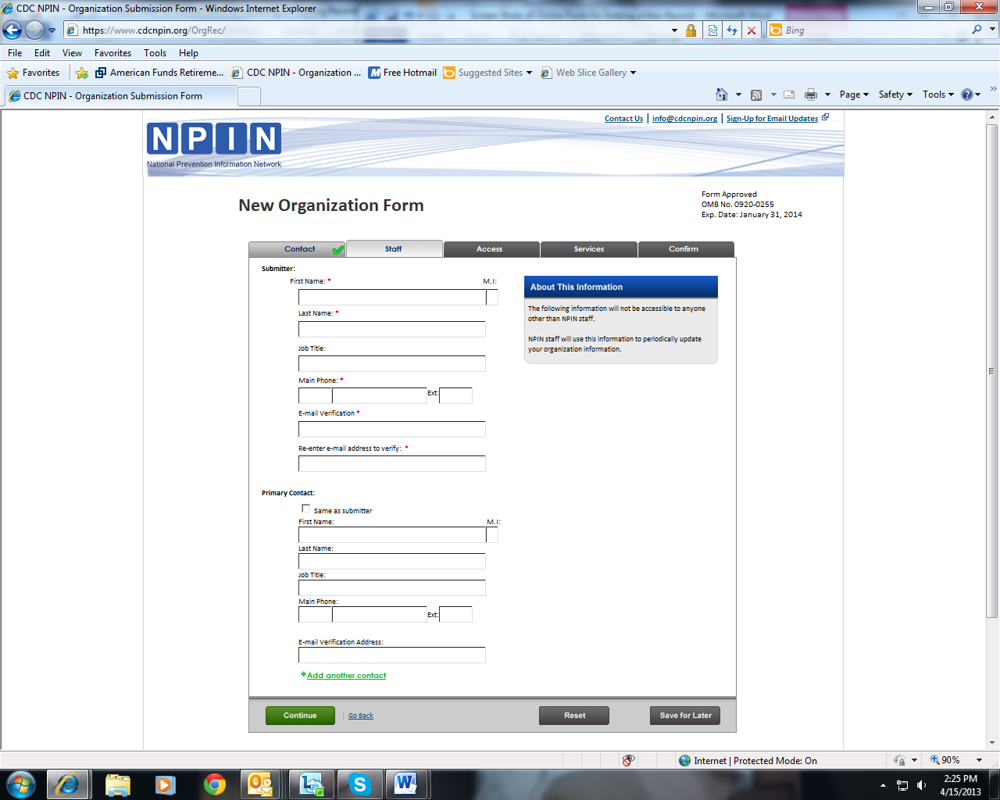 CDC NPIN - Organization Submission Form - Windows Internet Explorer
https://www.cdcnpin.org/OrgRec/
Bing
File Edit View Favorites Tools Help
Favorites American Funds Retireme... CDC NPIN - Organization ... Free Hotmail Suggested Sites Web Slice Gallery
CDC NPIN - Organization Submission Form
Page Safety Tools
Contact Us | info@cdcnpin.org | Sign-Up for Email Updates
NPIN
National Prevention Information Network
New Organization Form
Form Approved
OMB No. 0920-0255
Exp. Date: January 31, 2014
Contact Staff Access Services Confirm
Submitter:
First Name: * M.I:
Last Name: *
Job Title:
Main Phone: *
Ext:
E-mail Verification *
Re-enter e-mail address to verify: *
About This Information
The following information will not be accessible to anyone
other than NPIN staff.
NPIN staff will use this information to periodically update
your organization information.
Primary Contact:
Same as submitter
First Name: M.I:
Last Name:
Job Title:
Main Phone:
Ext:
E-mail Verification Address:
Add another contact
Continue | Go Back Reset Save for Later
Internet | Protected Mode: On 90%
2:25 PM
4/15/2013